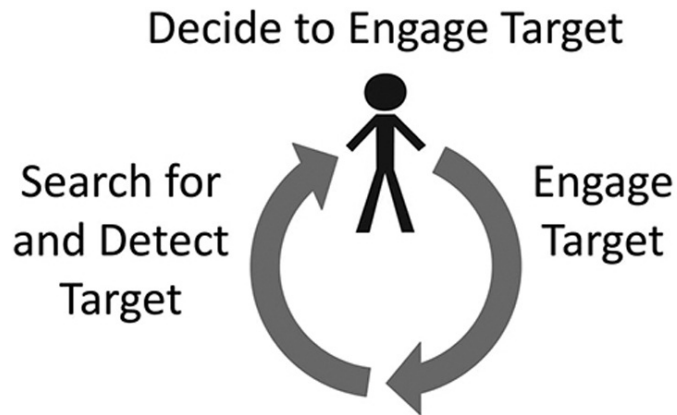 Decide to Engage Target
Search for
and Detect
Target
Engage
Target